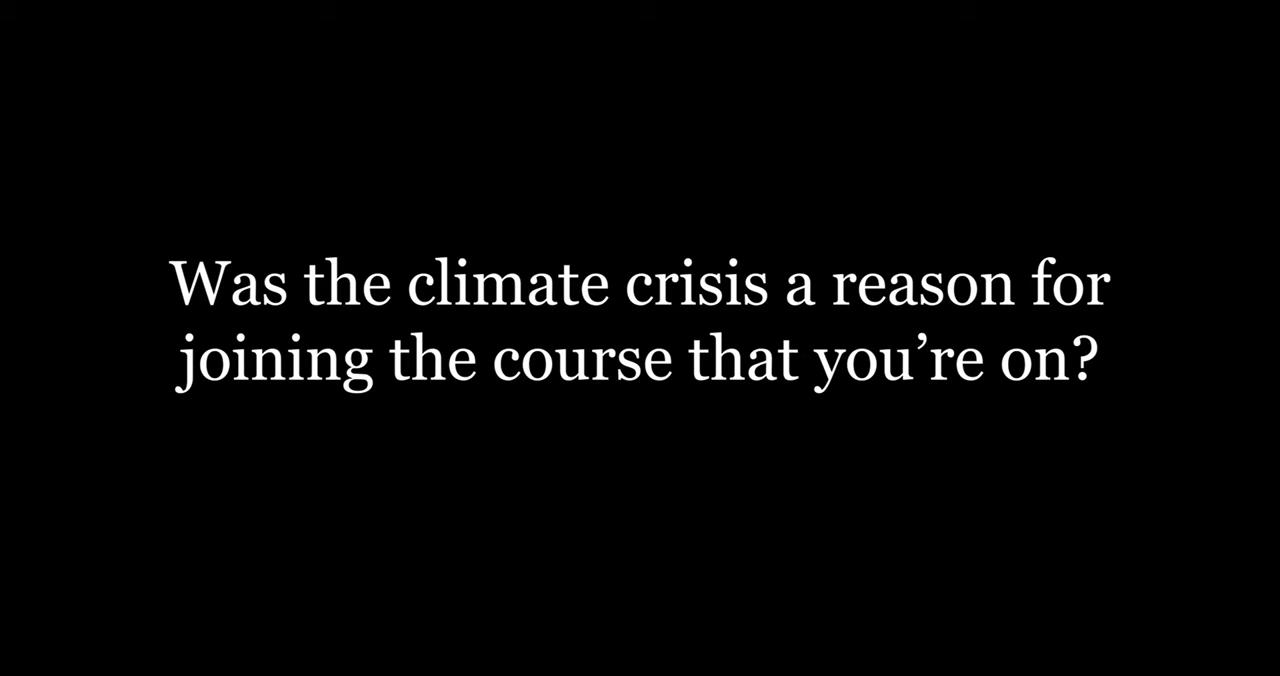 Was the climate crisis a reason for
joining the course that you’re on?